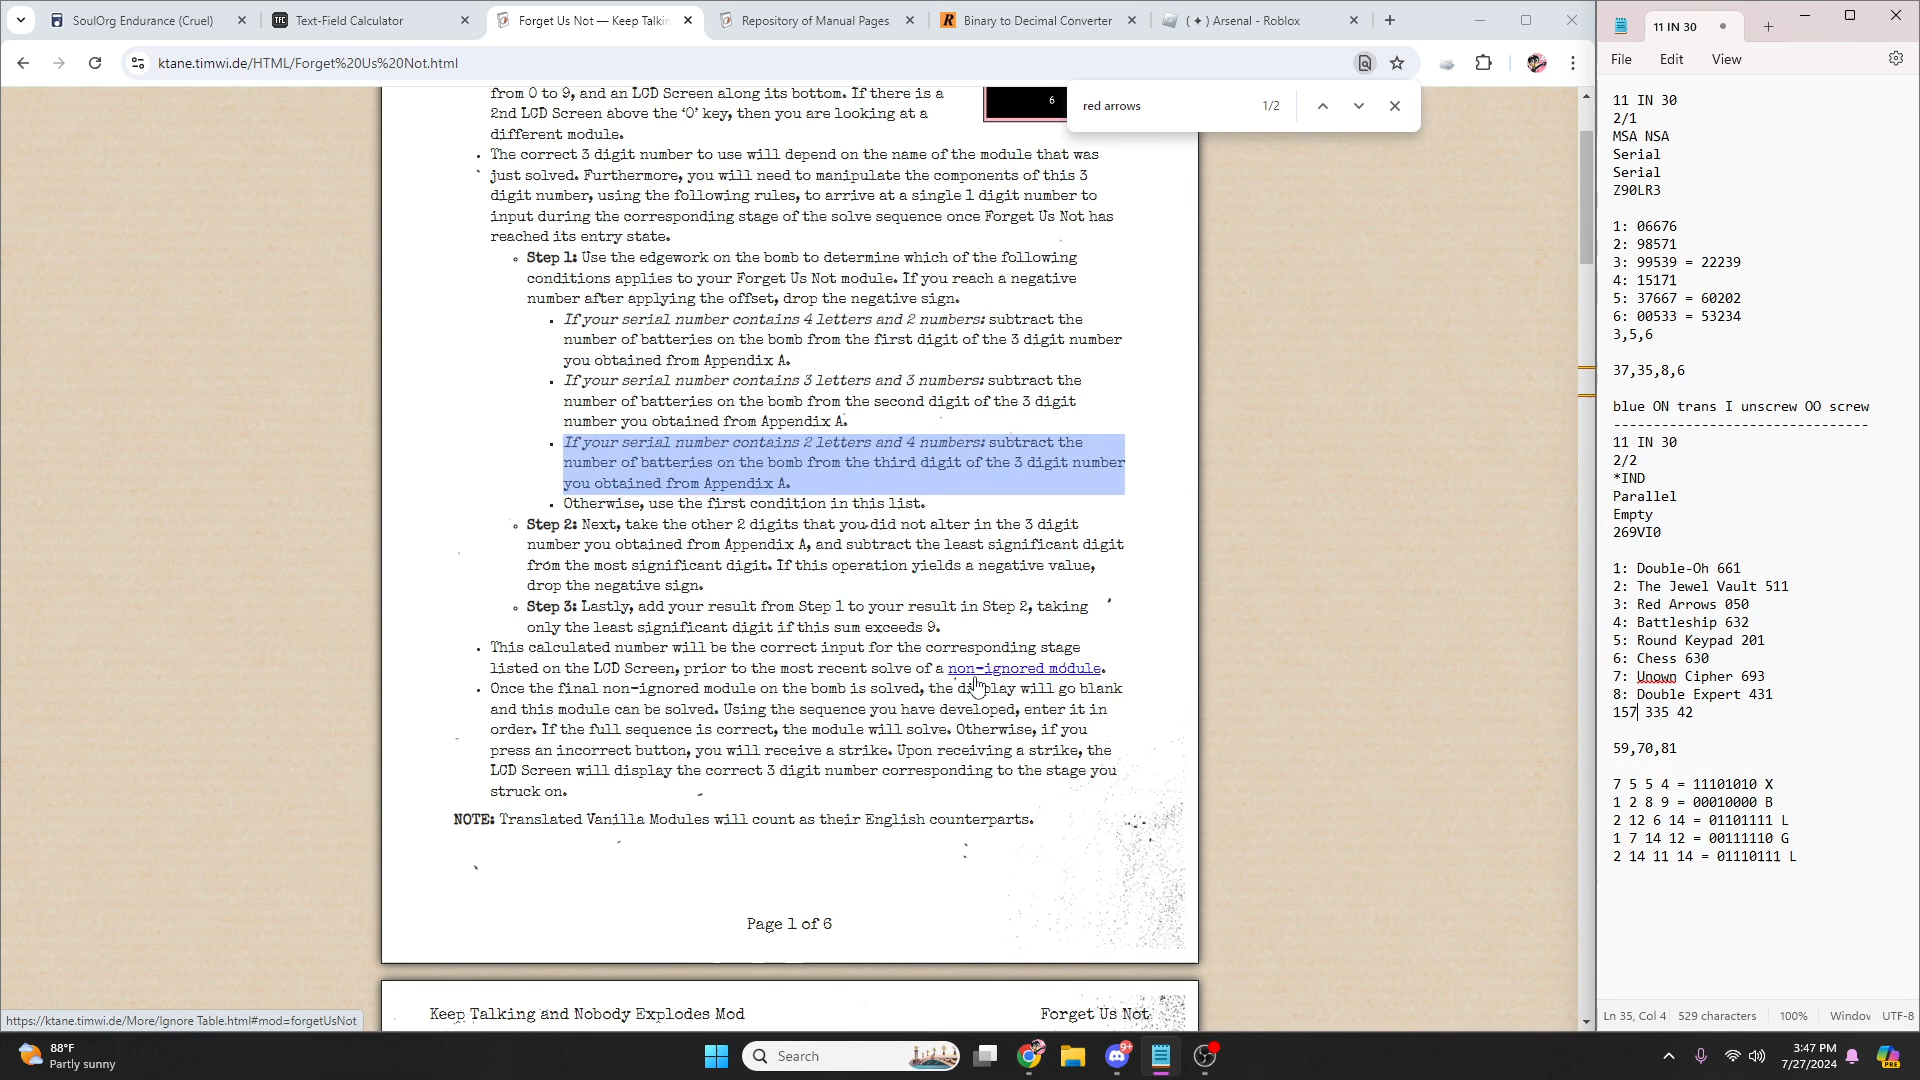 SoulOrg Endurance (Cruel)
Text-Field Calculator
Forget Us Not — Keep Talkin
Repository of Manual Pages
Binary to Decimal Converter
( ✦ ) Arsenal - Roblox
ktane.timwi.de/HTML/Forget%20Us%20Not.html
red arrows
1/2
from 0 to 9, and an LCD Screen along its bottom. If there is a
2nd LCD Screen above the ‘0’ key, then you are looking at a
different module.
6
• The correct 3 digit number to use will depend on the name of the module that was
just solved. Furthermore, you will need to manipulate the components of this 3
digit number, using the following rules, to arrive at a single 1 digit number to
input during the corresponding stage of the solve sequence once Forget Us Not has
reached its entry state.
Step 1: Use the edgework on the bomb to determine which of the following
conditions applies to your Forget Us Not module. If you reach a negative
number after applying the offset, drop the negative sign.
If your serial number contains 4 letters and 2 numbers: subtract the
number of batteries on the bomb from the first digit of the 3 digit number
you obtained from Appendix A.
If your serial number contains 3 letters and 3 numbers: subtract the
number of batteries on the bomb from the second digit of the 3 digit
number you obtained from Appendix A.
If your serial number contains 2 letters and 4 numbers: subtract the
number of batteries on the bomb from the third digit of the 3 digit number
you obtained from Appendix A.
Otherwise, use the first condition in this list.
Step 2: Next, take the other 2 digits that you did not alter in the 3 digit
number you obtained from Appendix A, and subtract the least significant digit
from the most significant digit. If this operation yields a negative value,
drop the negative sign.
Step 3: Lastly, add your result from Step 1 to your result in Step 2, taking
only the least significant digit if this sum exceeds 9.
• This calculated number will be the correct input for the corresponding stage
listed on the LCD Screen, prior to the most recent solve of a non-ignored module.
• Once the final non-ignored module on the bomb is solved, the display will go blank
and this module can be solved. Using the sequence you have developed, enter it in
order. If the full sequence is correct, the module will solve. Otherwise, if you
press an incorrect button, you will receive a strike. Upon receiving a strike, the
LCD Screen will display the correct 3 digit number corresponding to the stage you
struck on.
NOTE: Translated Vanilla Modules will count as their English counterparts.
Page 1 of 6
Keep Talking and Nobody Explodes Mod
Forget Us Not
https://ktane.timwi.de/More/Ignore Table.html#mod=forgetUsNot
11 IN 30
File Edit View
11 IN 30
2/1
MSA NSA
Serial
Serial
Z90LR3
1: 06676
2: 98571
3: 99539 = 22239
4: 15171
5: 37667 = 60202
6: 00533 = 53234
3,5,6
37,35,8,6
blue ON trans I unscrew OO screw
--------------------------------
11 IN 30
2/2
*IND
Parallel
Empty
269VI0
1: Double-Oh 661
2: The Jewel Vault 511
3: Red Arrows 050
4: Battleship 632
5: Round Keypad 201
6: Chess 630
7: Unown Cipher 693
8: Double Expert 431
157 335 42
59,70,81
7 5 5 4 = 11101010 X
1 2 8 9 = 00010000 B
2 12 6 14 = 01101111 L
1 7 14 12 = 00111110 G
2 14 11 14 = 01110111 L
Ln 35, Col 4 529 characters 100% Window UTF-8
88°F
Partly sunny
Search
9+
3:47 PM
7/27/2024
PRE